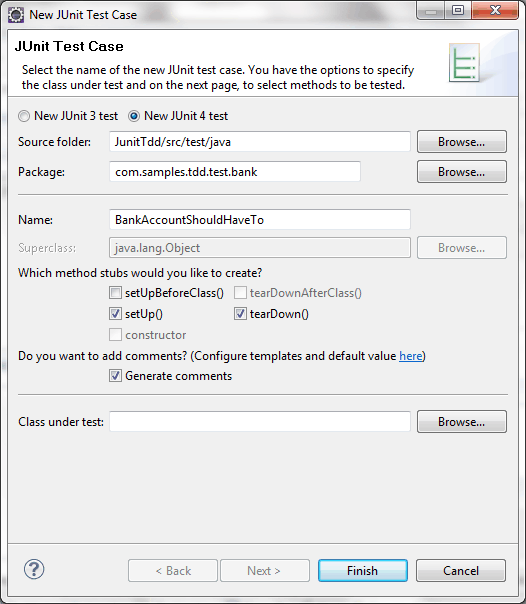 New JUnit Test Case
JUnit Test Case
Select the name of the new JUnit test case. You have the options to specify
the class under test and on the next page, to select methods to be tested.
New JUnit 3 test New JUnit 4 test
Source folder: JunitTdd/src/test/java Browse...
Package: com.samples.tdd.test.bank Browse...
Name: BankAccountShouldHaveTo
Superclass: java.lang.Object Browse...
Which method stubs would you like to create?
setUpBeforeClass() tearDownAfterClass()
setUp() tearDown()
constructor
Do you want to add comments? (Configure templates and default value here)
Generate comments
Class under test: Browse...
? < Back Next > Finish Cancel